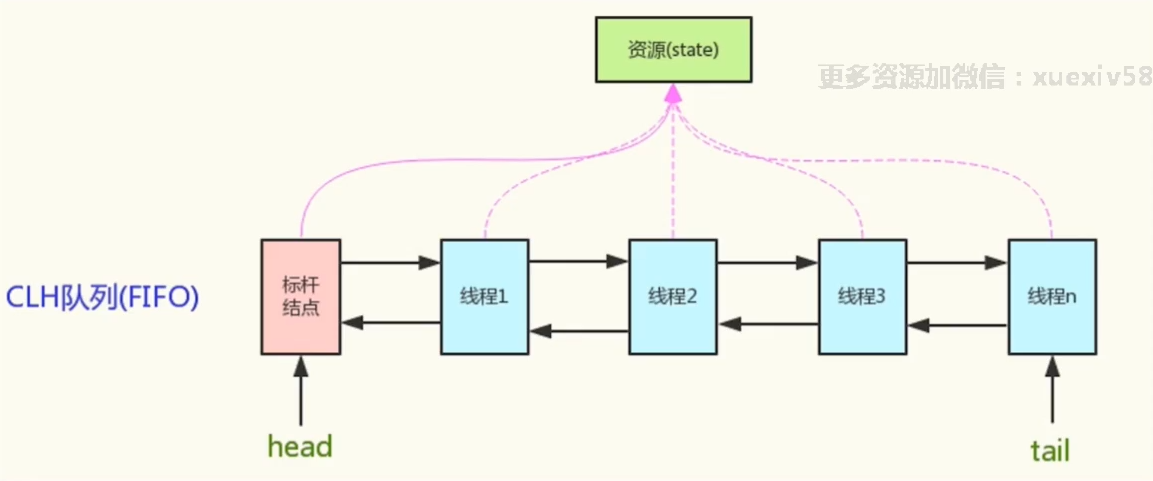 资源(state)
更多资源加微信：xuexiv58
CLH队列(FIFO)
标杆
结点
线程1
线程2
线程3
线程n
head
tail